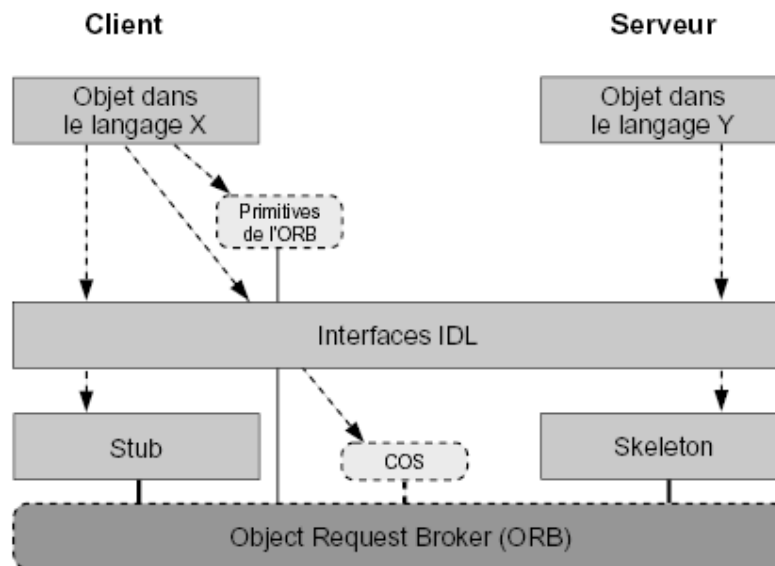 Client
Serveur
Objet dans
le langage X
Objet dans
le langage Y
Primitives
de l'ORB
Interfaces IDL
Stub
COS
Skeleton
Object Request Broker (ORB)